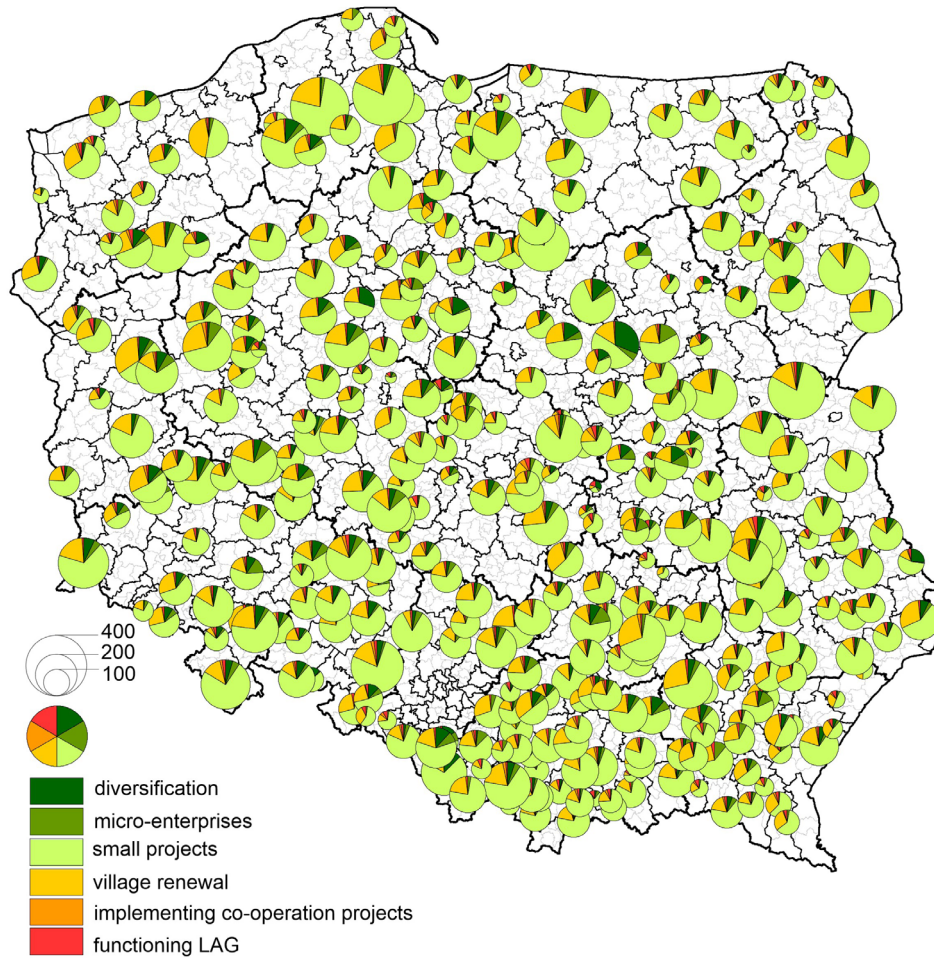 400
200
100
diversification
micro-enterprises
small projects
village renewal
implementing co-operation projects
functioning LAG